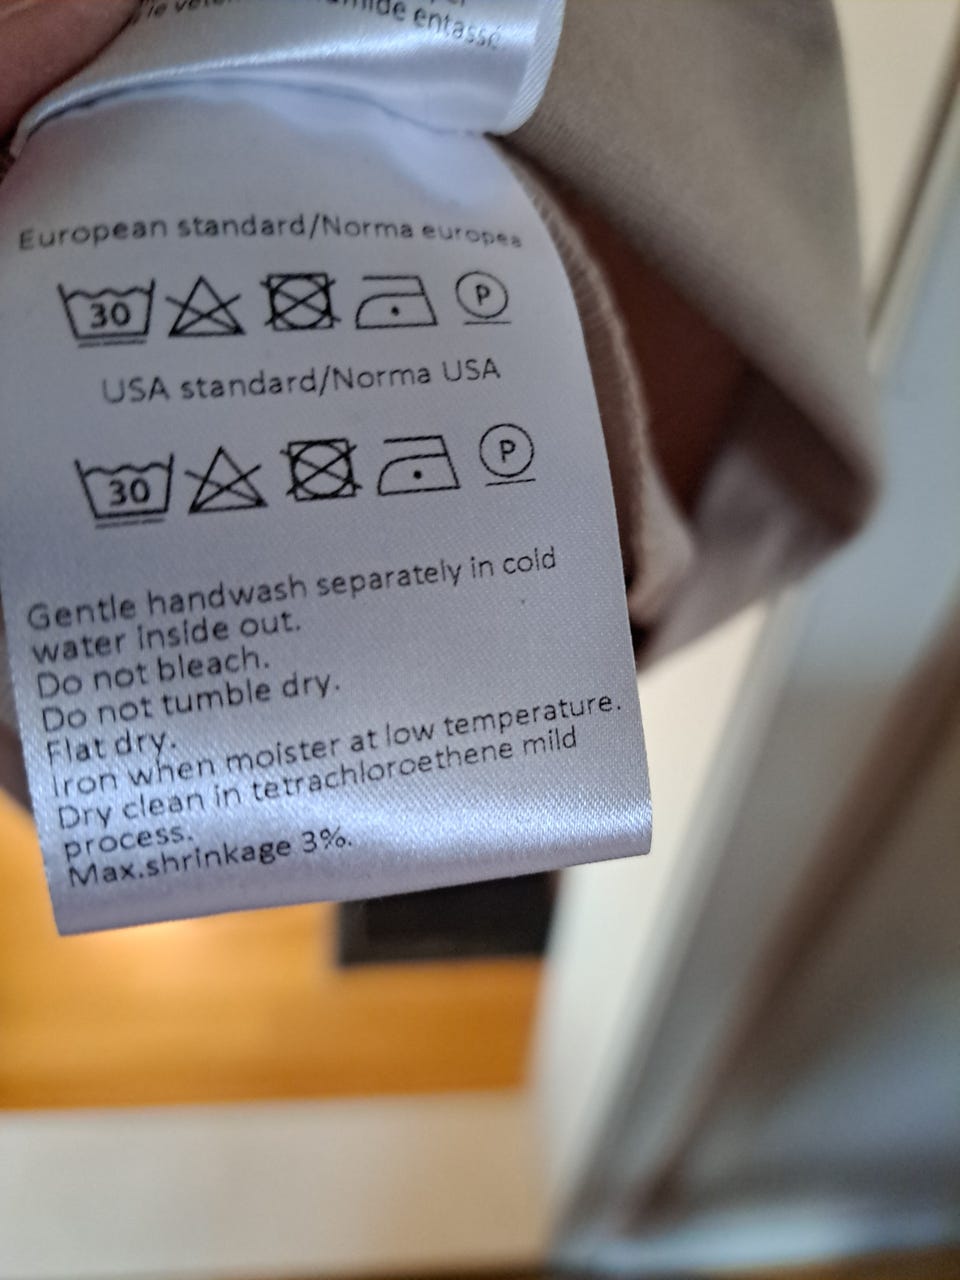 entassé
European standard/Norma europea
30
P
USA standard/Norma USA
30
P
Gentle handwash separately in cold
water inside out.
Do not bleach.
Do not tumble dry.
Flat dry.
Iron when moister at low temperature.
Dry clean in tetrachloroethene mild
process.
Max.shrinkage 3%.